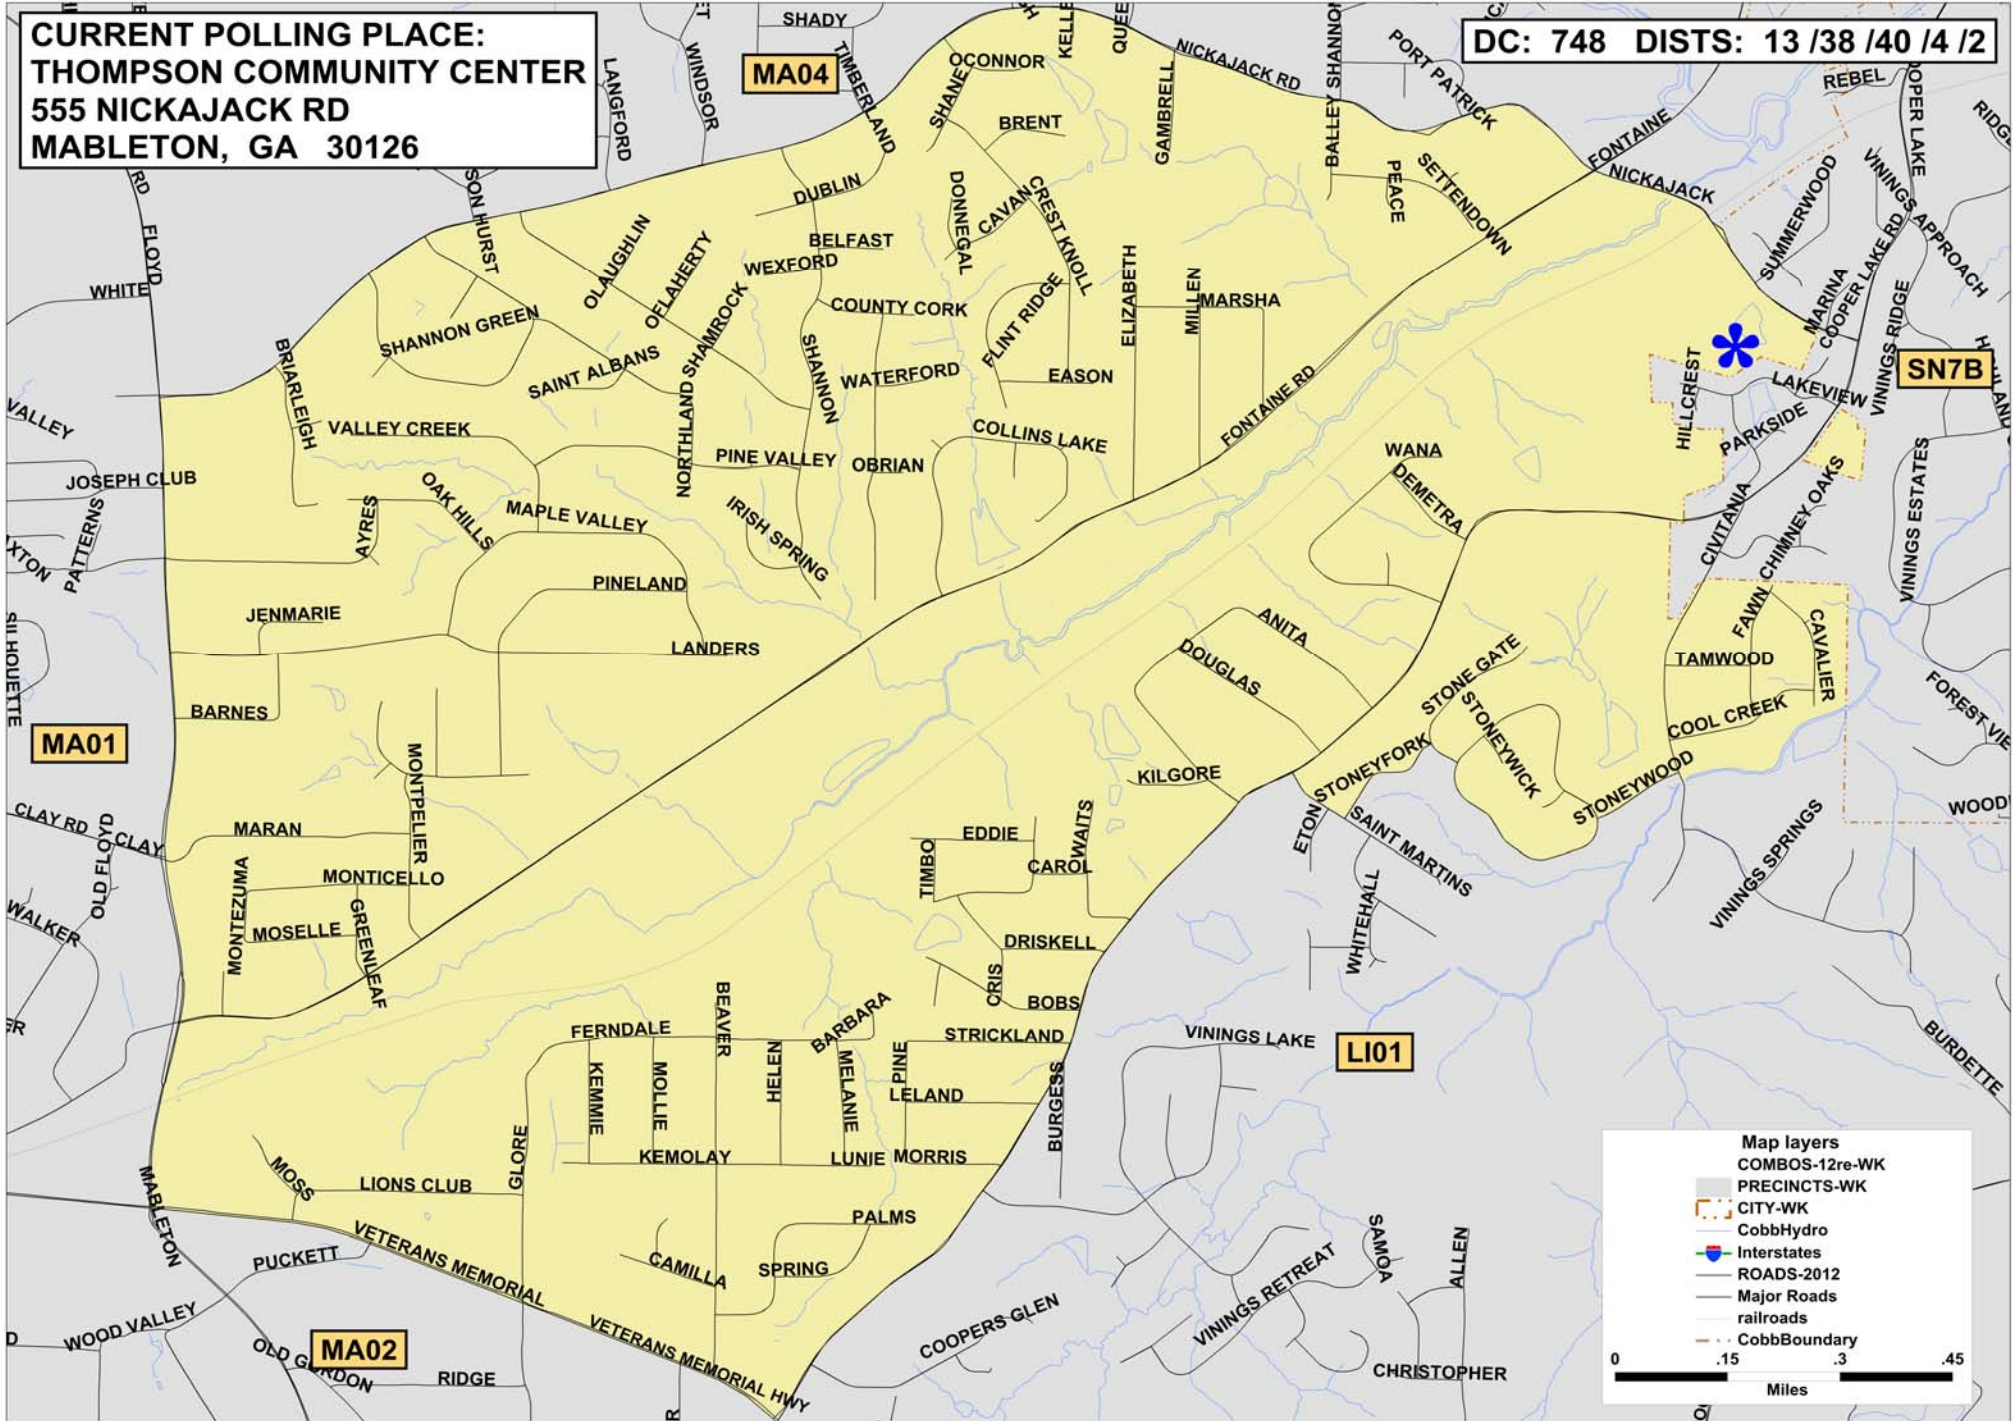 CURRENT POLLING PLACE:
THOMPSON COMMUNITY CENTER
555 NICKAJACK RD
MABLETON, GA 30126
DC: 748 DISTS: 13 /38 /40 /4 /2
MA04
SHADY
TIMBERLAND
WINDSOR
LANGFORD
OCONNOR
SHANE
BRENT
GAMBRELL
NICKAJACK RD
BAILEY SHANNON
PORT PATRICK
FONTAINE
NICKAJACK
REBEL
SUMMERWOOD
VININGS APPROACH
COOPER LAKE RD
MARINA
VININGS RIDGE
SN7B
RD
FLOYD
WHITE
DUBLIN
BELFAST
WEXFORD
DONNEGAL
CAVAN
CREST KNOLL
PEACE
SETTENDOWN
OLAUGHLIN
OFLAHERTY
SHAMROCK
NORTHLAND
COUNTY CORK
SHANNON
WATERFORD
FLINT RIDGE
EASON
ELIZABETH
MILLEN
MARSHA
SHANNON GREEN
SAINT ALBANS
BRIARLEIGH
VALLEY CREEK
VALLEY
JOSEPH CLUB
PATTERNS
AYRES
OAK HILLS
MAPLE VALLEY
PINE VALLEY
OBRIAN
IRISH SPRING
COLLINS LAKE
FONTAINE RD
WANA
DEMETRA
HILLCREST
LAKEVIEW
PARKSIDE
CIVITANIA
CHIMNEY OAKS
VININGS ESTATES
PINELAND
JENMARIE
LANDERS
BARNES
SILHOUETTE
MA01
ANITA
DOUGLAS
KILGORE
STONE GATE
STONEYFORK
STONEYWICK
STONEYWOOD
FAWN
TAMWOOD
CAVALIER
COOL CREEK
FOREST VIE
WOOD
MONTPELIER
CLAY RD
CLAY
OLD FLOYD
MARAN
MONTICELLO
MONTEZUMA
MOSELLE
GREENLEAF
WALKER
ER
EDDIE
TIMBO
CAROL
WAITS
DRISKELL
CRIS
BOBS
ETON
SAINT MARTINS
WHITEHALL
VININGS SPRINGS
BURDETTE
FERNDALE
BEAVER
KEMMIE
MOLLIE
HELEN
BARBARA
MELANIE
PINE
STRICKLAND
LELAND
KEMOLAY
LUNIE
MORRIS
BURGESS
VININGS LAKE
LI01
GLORE
MOSS
LIONS CLUB
MABLETON
VETERANS MEMORIAL
PUCKETT
WOOD VALLEY
OLD GORDON
MA02
RIDGE
PALMS
CAMILLA
SPRING
VETERANS MEMORIAL HWY
COOPERS GLEN
VININGS RETREAT
SAMOA
ALLEN
CHRISTOPHER
Map layers
COMBOS-12re-WK
PRECINCTS-WK
CITY-WK
CobbHydro
Interstates
ROADS-2012
Major Roads
railroads
CobbBoundary
0 .15 .3 .45
Miles